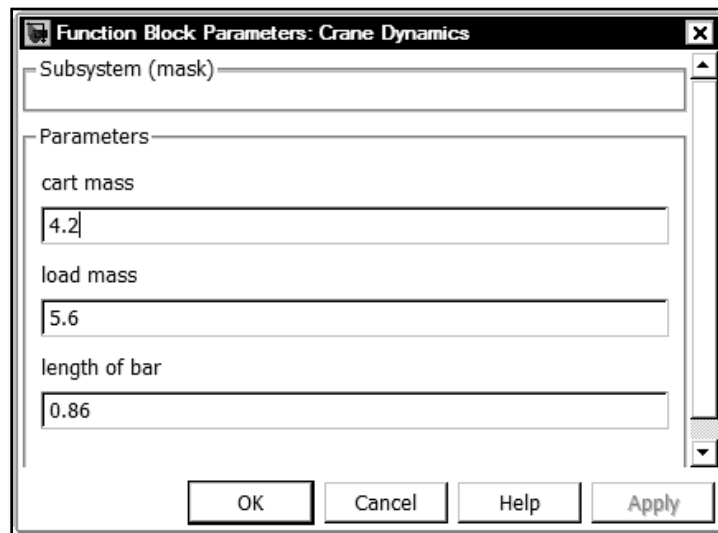 Function Block Parameters: Crane Dynamics
Subsystem (mask)
Parameters
cart mass
4.2
load mass
5.6
length of bar
0.86
OK Cancel Help Apply